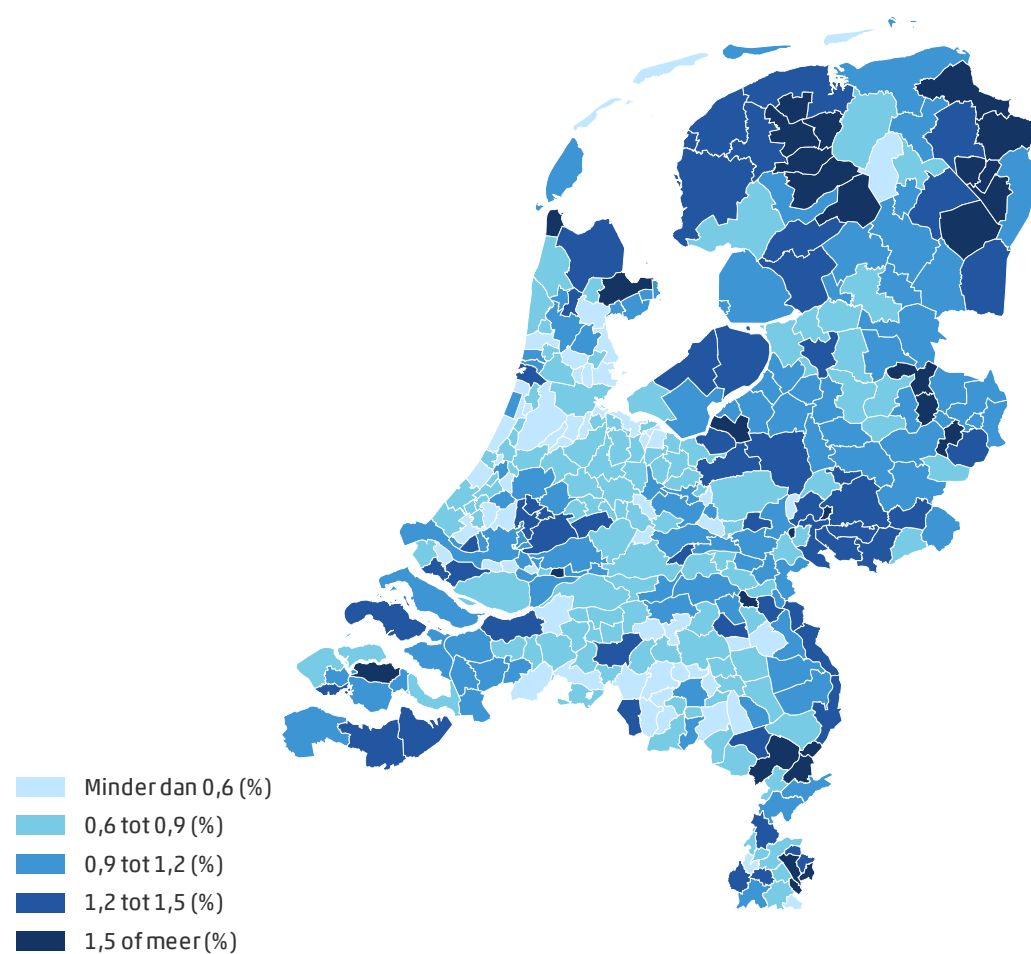 Minder dan 0,6 (%)
0,6 tot 0,9 (%)
0,9 tot 1,2 (%)
1,2 tot 1,5 (%)
1,5 of meer (%)